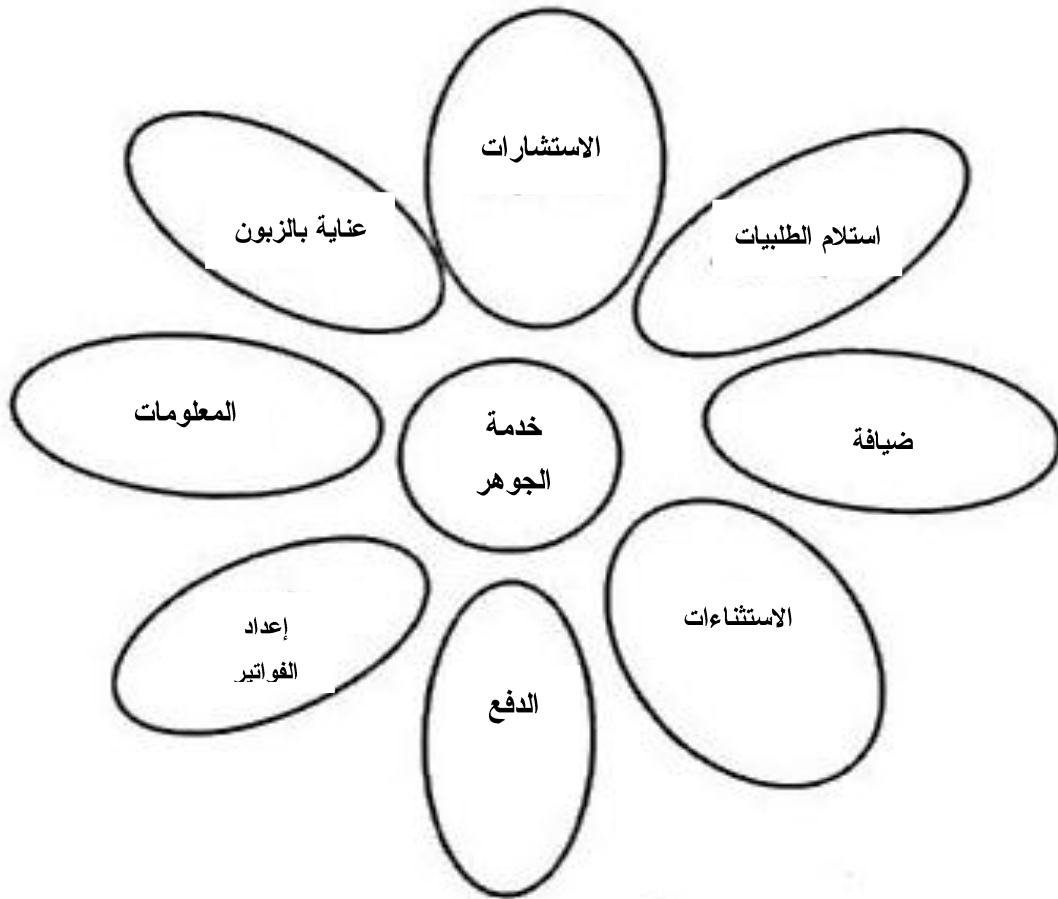 الاستشارات
استلام الطلبيات
عناية بالزبون
ضيافة
المعلومات
خدمة
الجوهر
الاستثناءات
إعداد
الفواتير
الدفع